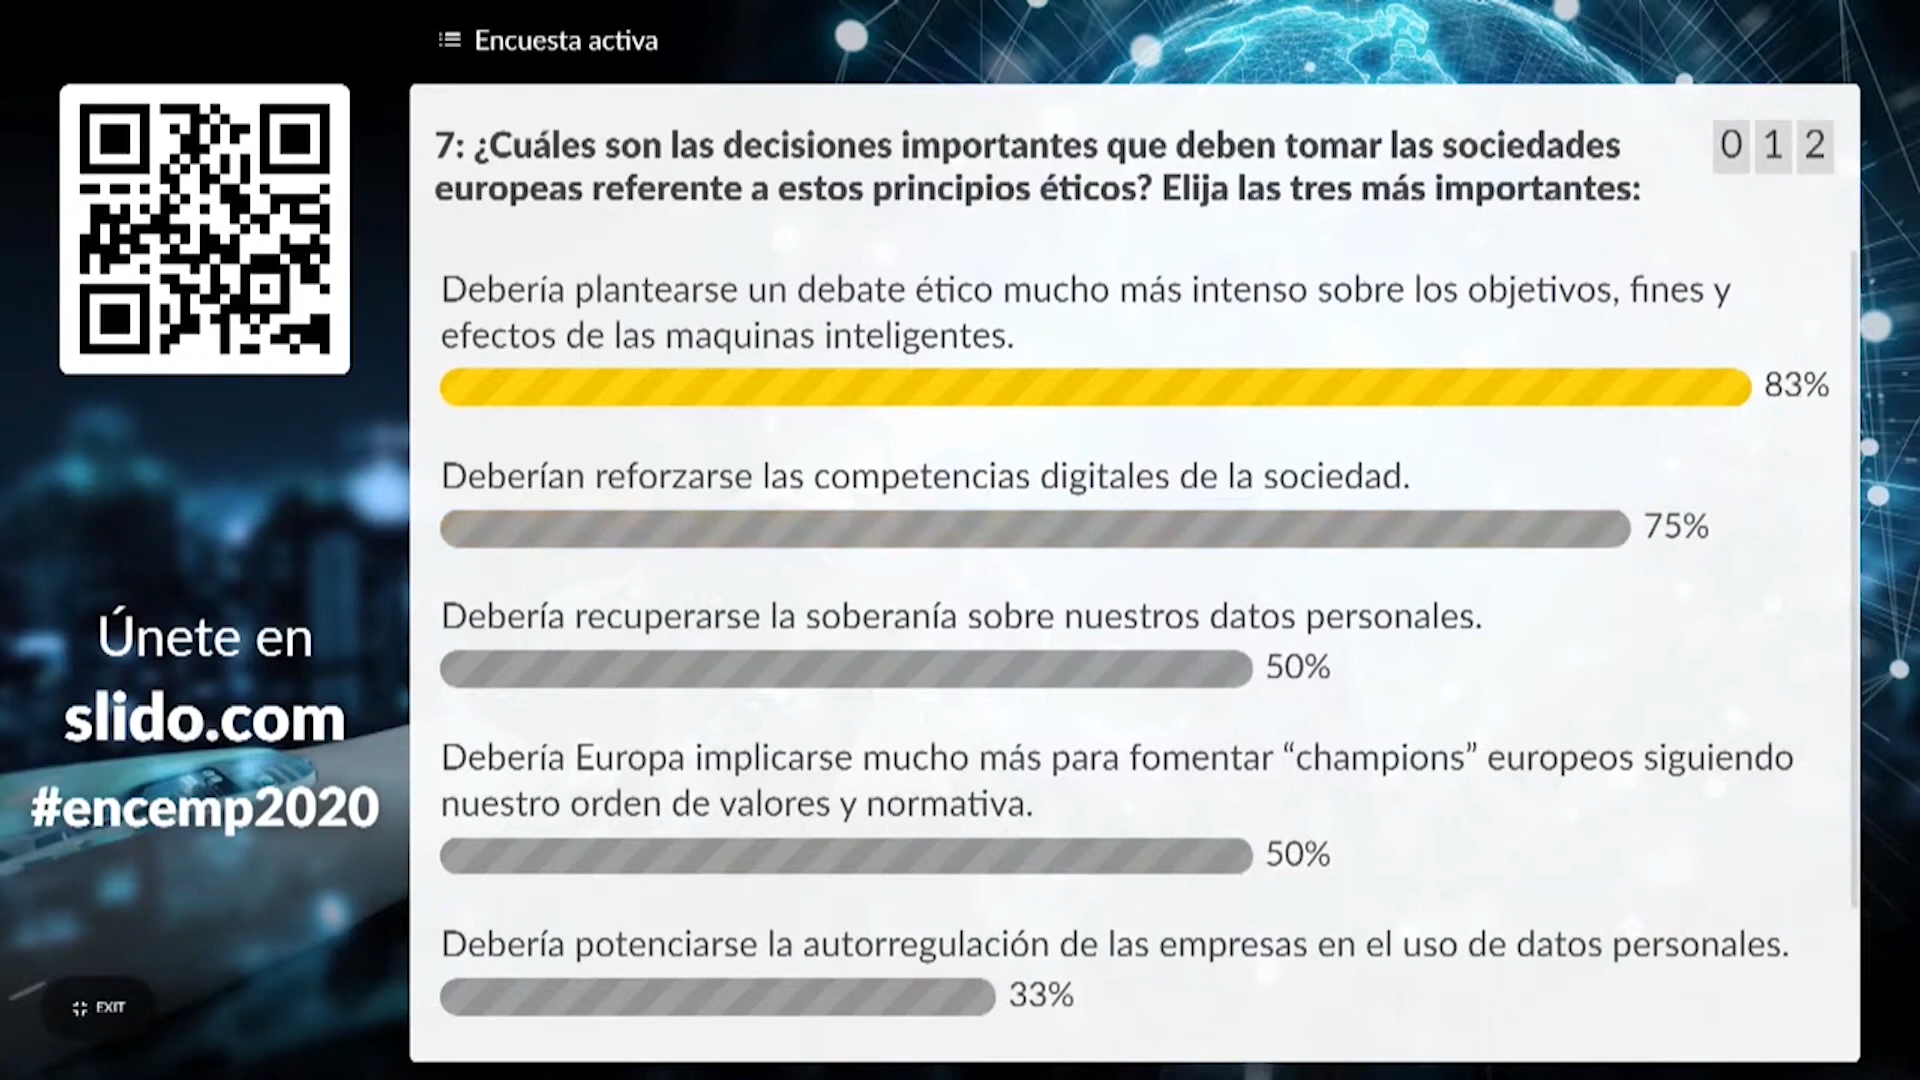 Encuesta activa
7: ¿Cuáles son las decisiones importantes que deben tomar las sociedades
europeas referente a estos principios éticos? Elija las tres más importantes:
0 1 2
Debería plantearse un debate ético mucho más intenso sobre los objetivos, fines y
efectos de las maquinas inteligentes.
83%
Deberían reforzarse las competencias digitales de la sociedad.
75%
Debería recuperarse la soberanía sobre nuestros datos personales.
50%
Debería Europa implicarse mucho más para fomentar “champions” europeos siguiendo
nuestro orden de valores y normativa.
50%
Debería potenciarse la autorregulación de las empresas en el uso de datos personales.
33%
Únete en
slido.com
#encemp2020
EXIT